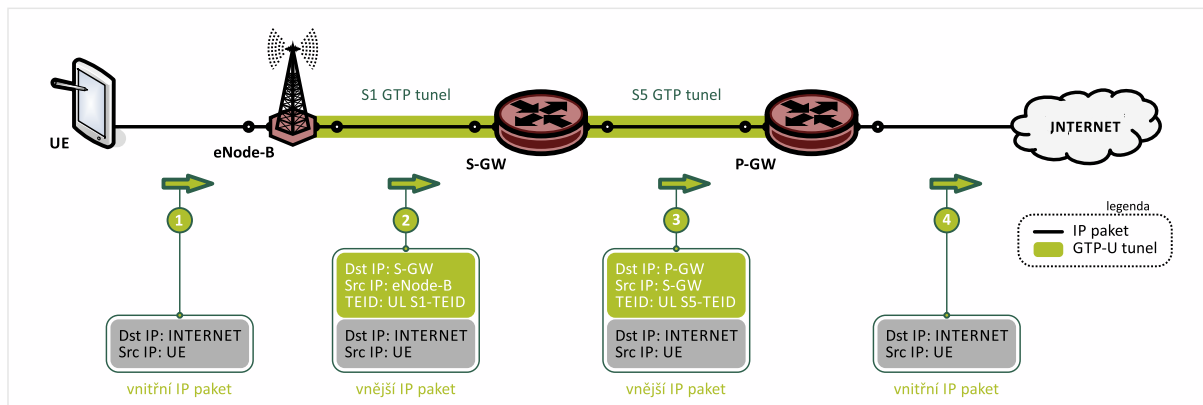 S1 GTP tunel
S5 GTP tunel
UE
eNode-B
S-GW
P-GW
INTERNET
legenda
IP paket
GTP-U tunel
1
2
3
4
Dst IP: INTERNET
Src IP: UE
vnitřní IP paket
Dst IP: S-GW
Src IP: eNode-B
TEID: UL S1-TEID
Dst IP: INTERNET
Src IP: UE
vnější IP paket
Dst IP: P-GW
Src IP: S-GW
TEID: UL S5-TEID
Dst IP: INTERNET
Src IP: UE
vnější IP paket
Dst IP: INTERNET
Src IP: UE
vnitřní IP paket